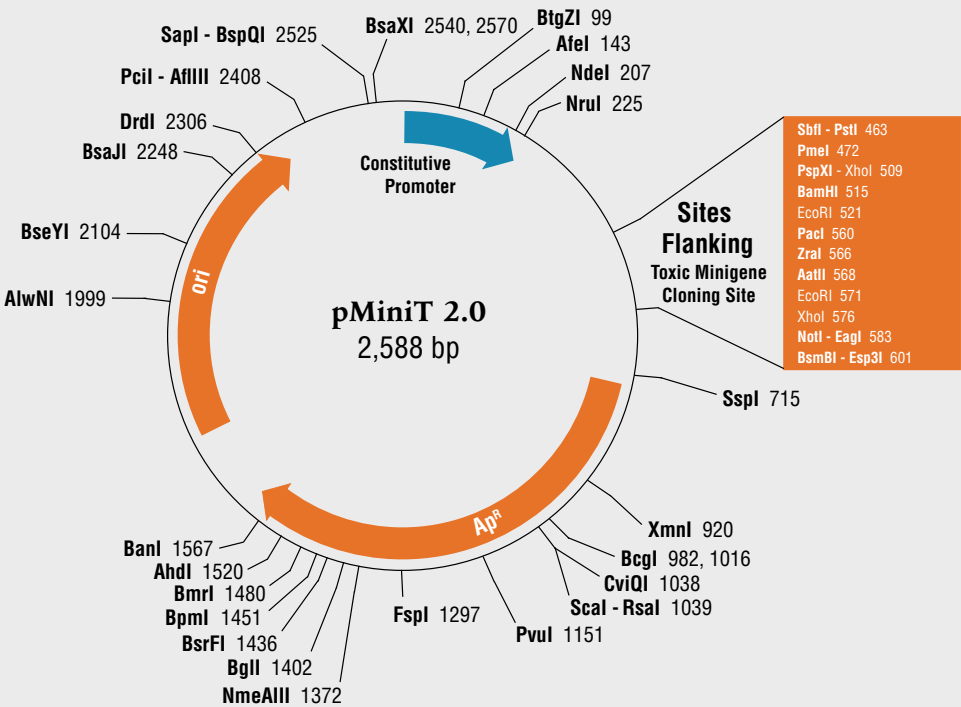 BtgZI 99
AfeI 143
NdeI 207
NruI 225
SbfI - PstI 463
PmeI 472
PspXI - XhoI 509
BamHI 515
EcoRI 521
PacI 560
ZraI 566
AatII 568
EcoRI 571
XhoI 576
NotI - EagI 583
BsmBI - Esp3I 601
Sites
Flanking
Toxic Minigene
Cloning Site
SspI 715
XmnI 920
BcgI 982, 1016
CviQI 1038
ScaI - RsaI 1039
PvuI 1151
FspI 1297
NmeAIII 1372
BglI 1402
BsrFI 1436
BpmI 1451
BmrI 1480
AhdI 1520
BanI 1567
AlwNI 1999
BseYI 2104
BsaJI 2248
DrdI 2306
PciI - AflIII 2408
SapI - BspQI 2525
BsaXI 2540, 2570
Constitutive
Promoter
ori
ApR
pMiniT 2.0
2,588 bp